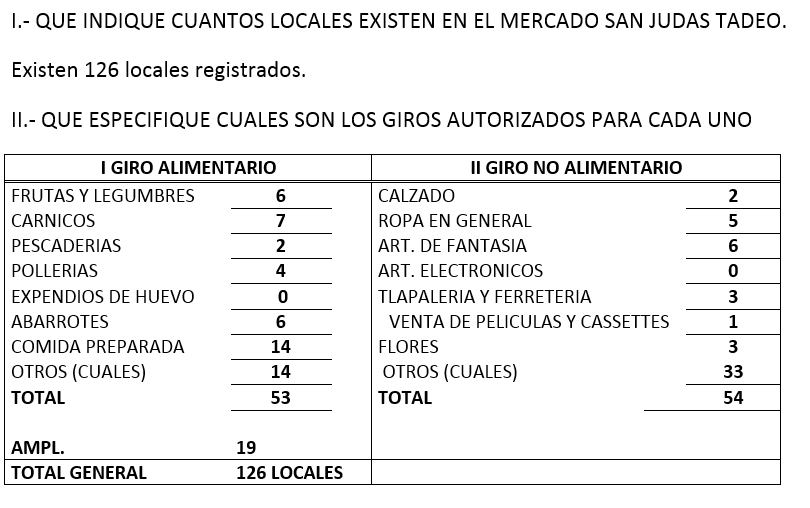 I.- QUE INDIQUE CUANTOS LOCALES EXISTEN EN EL MERCADO SAN JUDAS TADEO.
Existen 126 locales registrados.
II.- QUE ESPECIFIQUE CUALES SON LOS GIROS AUTORIZADOS PARA CADA UNO
I GIRO ALIMENTARIO II GIRO NO ALIMENTARIO
FRUTAS Y LEGUMBRES 6 CALZADO 2
CARNICOS 7 ROPA EN GENERAL 5
PESCADERIAS 2 ART. DE FANTASIA 6
POLLERIAS 4 ART. ELECTRONICOS 0
EXPENDIOS DE HUEVO 0 TLAPALERIA Y FERRETERIA 3
ABARROTES 6 VENTA DE PELICULAS Y CASSETTES 1
COMIDA PREPARADA 14 FLORES 3
OTROS (CUALES) 14 OTROS (CUALES) 33
TOTAL 53 TOTAL 54
AMPL. 19
TOTAL GENERAL 126 LOCALES